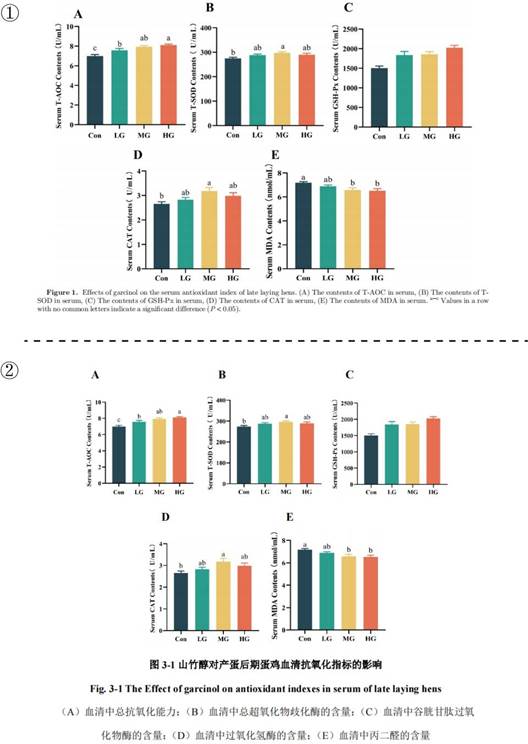 ①
A
B
C
Serum T-AOC Contents (U/mL)
10
8
6
4
2
0
c
b
ab
a
Con LG MG HG
Serum T-SOD Contents (U/mL)
400
300
200
100
0
b
ab
a
ab
Con LG MG HG
Serum GSH-Px Contents (U/mL)
2500
2000
1500
1000
500
0
Con LG MG HG
D
E
Serum CAT Contents (U/mL)
4
3
2
1
0
b
ab
a
ab
Con LG MG HG
Serum MDA Contents (nmol/mL)
8
6
4
2
0
a
ab
b
b
Con LG MG HG
Figure 1. Effects of garcinol on the serum antioxidant index of late laying hens. (A) The contents of T-AOC in serum, (B) The contents of T-
SOD in serum, (C) The contents of GSH-Px in serum, (D) The contents of CAT in serum, (E) The contents of MDA in serum. a–c Values in a row
with no common letters indicate a significant difference (P < 0.05).
②
A
B
C
Serum T-AOC Contents (U/mL)
10
8
6
4
2
0
c
b
ab
a
Con LG MG HG
Serum T-SOD Contents (U/mL)
400
300
200
100
0
b
ab
a
ab
Con LG MG HG
Serum GSH-Px Contents (U/mL)
2500
2000
1500
1000
500
0
Con LG MG HG
D
E
Serum CAT Contents (U/mL)
4
3
2
1
0
b
ab
a
ab
Con LG MG HG
Serum MDA Contents (nmol/mL)
8
6
4
2
0
a
ab
b
b
Con LG MG HG
图 3-1 山竹醇对产蛋后期蛋鸡血清抗氧化指标的影响
Fig. 3-1 The Effect of garcinol on antioxidant indexes in serum of late laying hens
(A)血清中总抗氧化能力;(B)血清中总超氧化物歧化酶的含量;(C)血清中谷胱甘肽过氧
化物酶的含量;(D)血清中过氧化氢酶的含量;(E)血清中丙二醛的含量